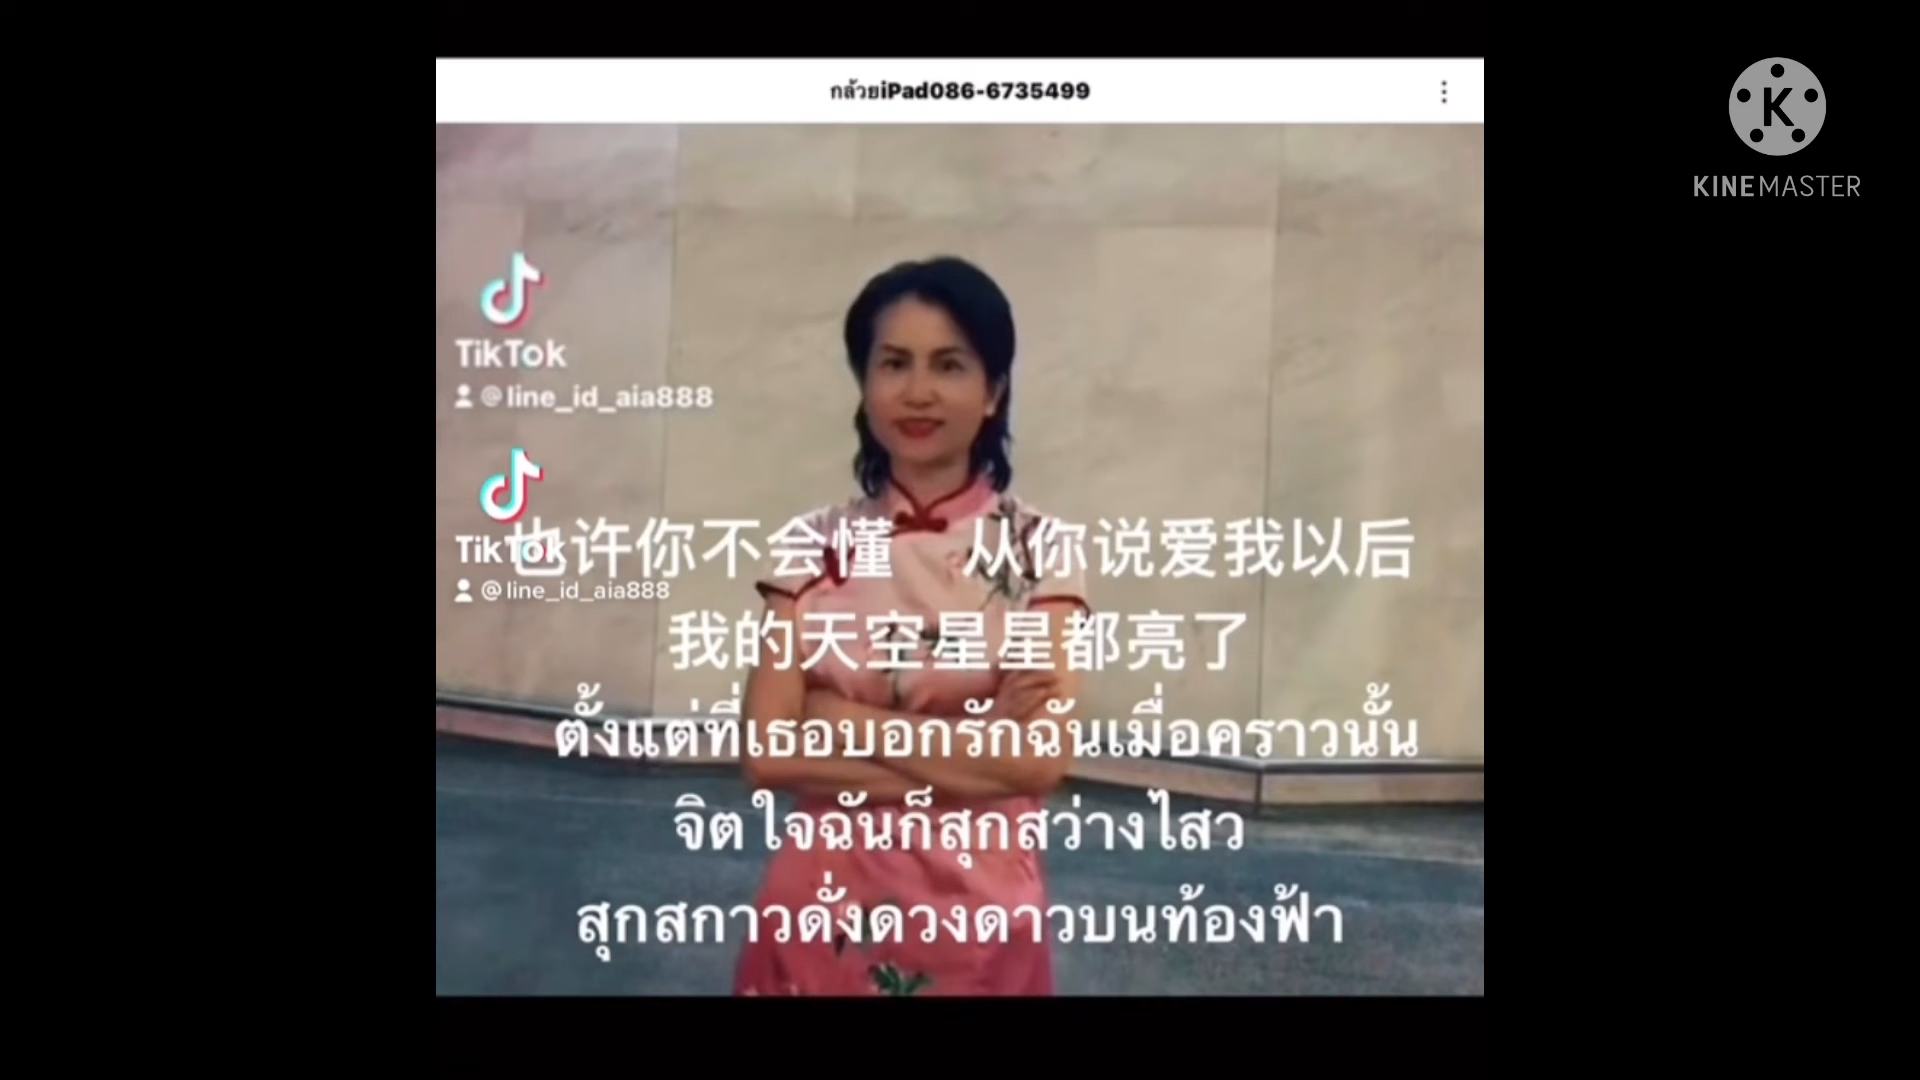 กล้วยiPad086-6735499
KINEMASTER
TikTok
@line_id_aia888
TikTok
@line_id_aia888
也许你不会懂 从你说爱我以后
我的天空星星都亮了
ตั้งแต่ที่เธอบอกรักฉันเมื่อคราวนั้น
จิตใจฉันก็สุกสว่างไสว
สุกสกาวดั่งดวงดาวบนท้องฟ้า